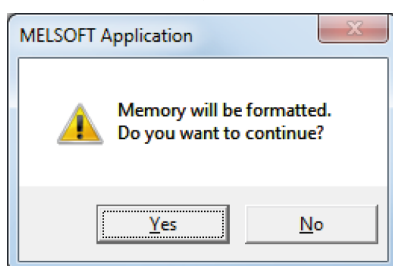 MELSOFT Application
Memory will be formatted.
Do you want to continue?
Yes
No